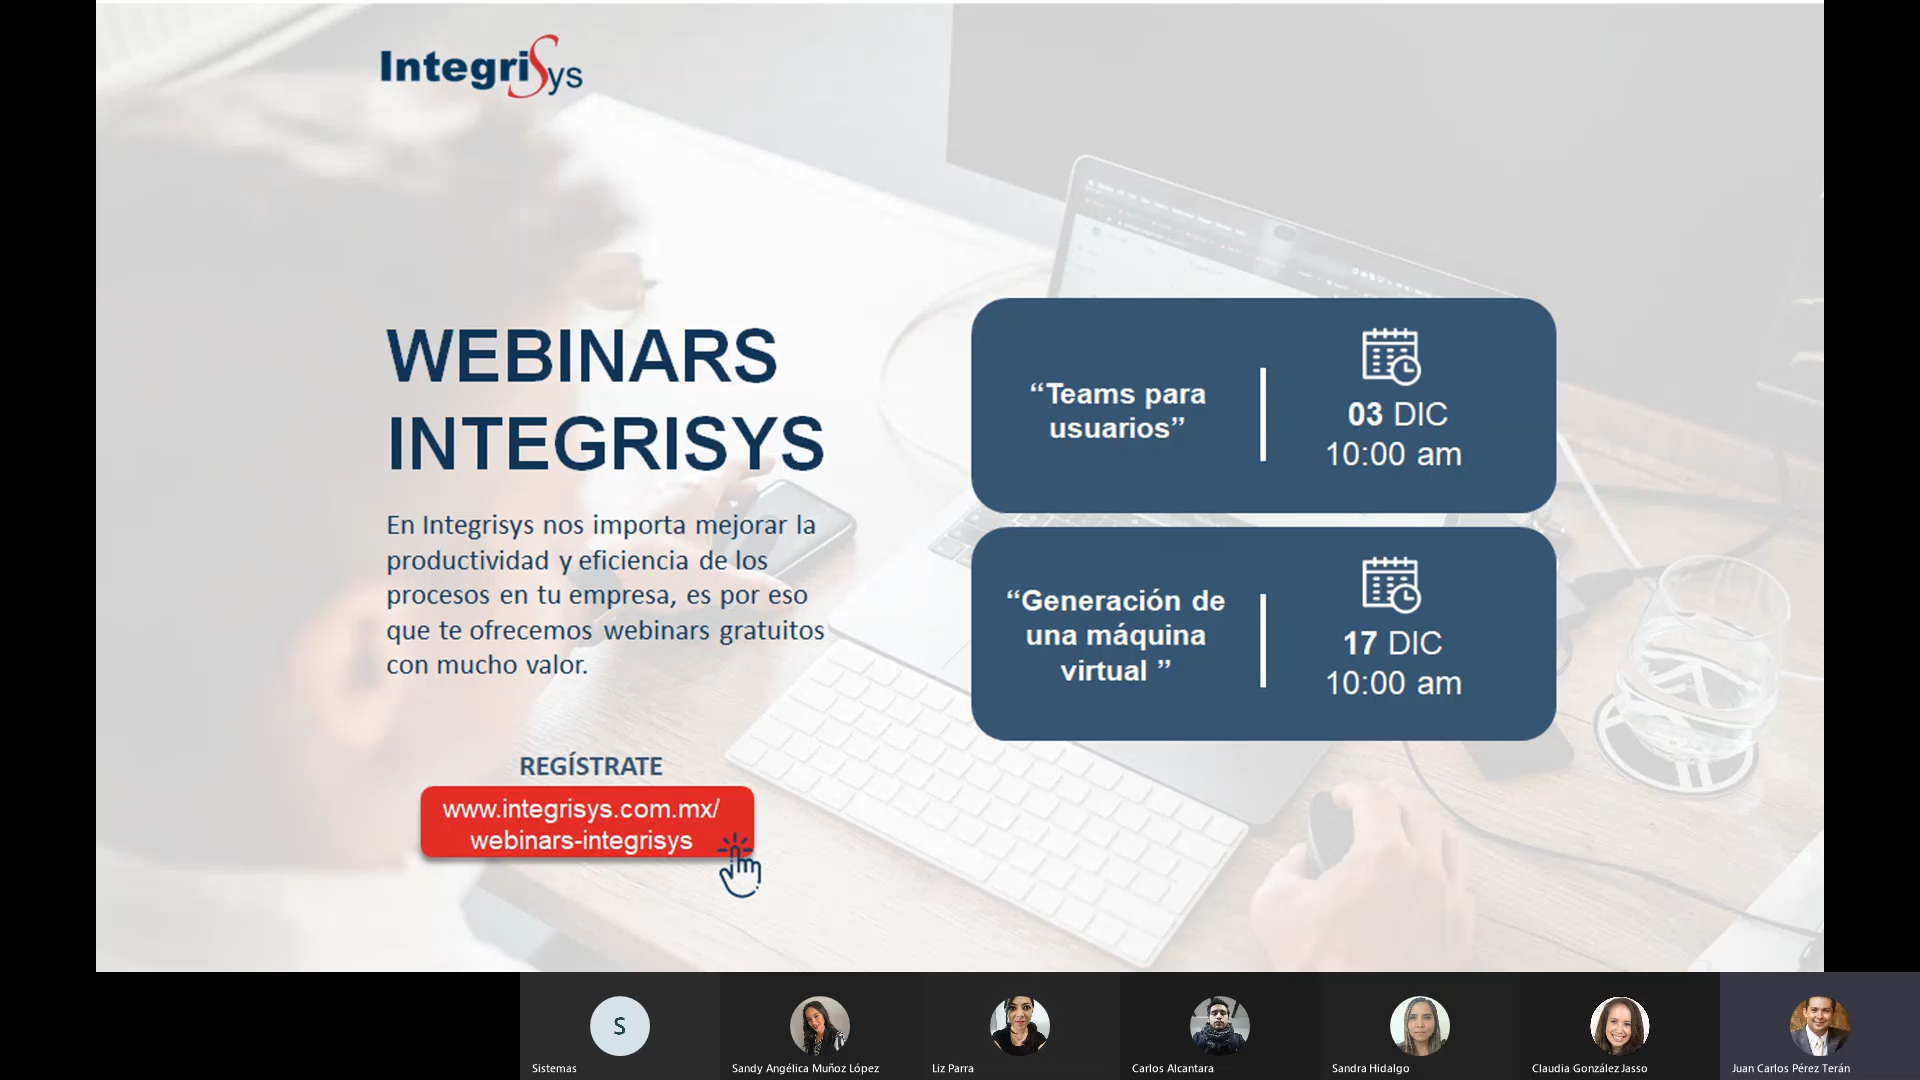 IntegriSys
WEBINARS
INTEGRISYS
En Integrisys nos importa mejorar la
productividad y eficiencia de los
procesos en tu empresa, es por eso
que te ofrecemos webinars gratuitos
con mucho valor.
REGÍSTRATE
www.integrisys.com.mx/
webinars-integrisys
“Teams para
usuarios”
03 DIC
10:00 am
“Generación de
una máquina
virtual ”
17 DIC
10:00 am
S
Sistemas
Sandy Angélica Muñoz López
Liz Parra
Carlos Alcantara
Sandra Hidalgo
Claudia González Jasso
Juan Carlos Pérez Terán